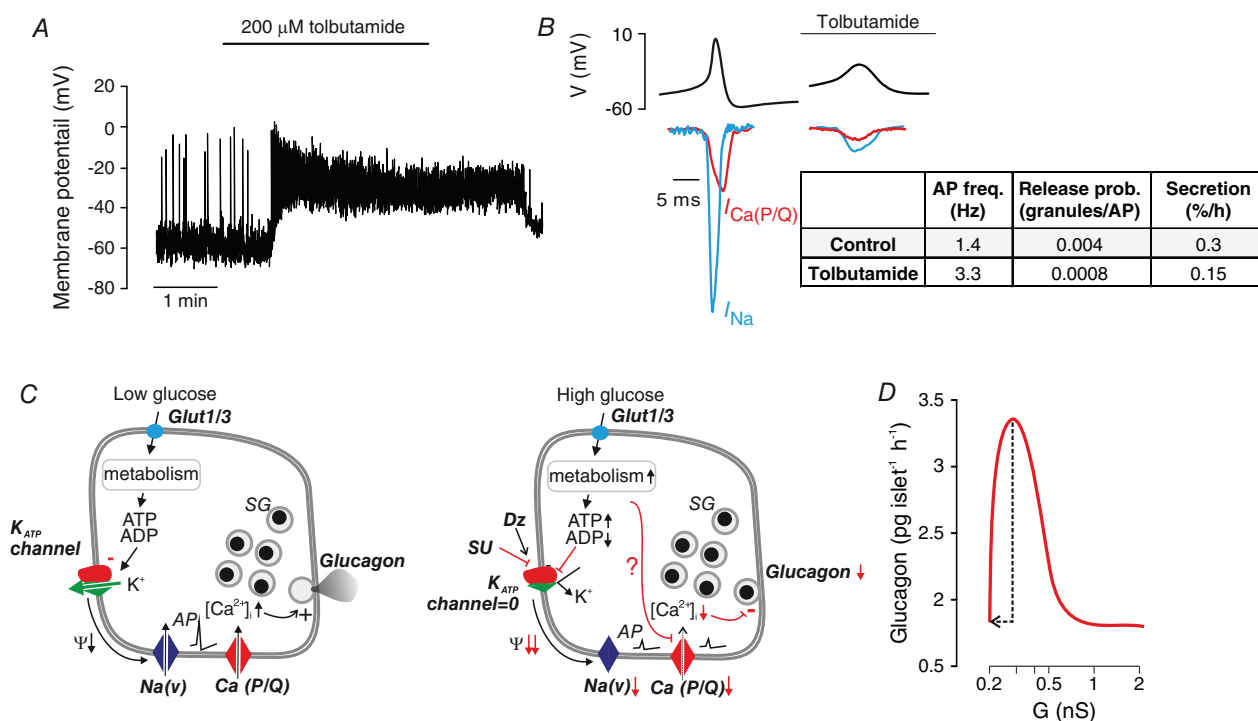 A
200 μM tolbutamide
Membrane potentail (mV)
20
0
-20
-40
-60
-80
1 min
B
Tolbutamide
V (mV)
10
-60
5 ms
I Ca(P/Q)
I Na
AP freq. (Hz) Release prob. (granules/AP) Secretion (%/h)
Control 1.4 0.004 0.3
Tolbutamide 3.3 0.0008 0.15
C
Low glucose
Glut1/3
metabolism
ATP
ADP
SG
K ATP
channel
-
K+
Glucagon
[Ca2+]i
+
AP
Ψ
Na(v)
Ca (P/Q)
High glucose
Glut1/3
metabolism
ATP
ADP
SG
Dz
SU
?
K ATP
channel=0
K+
Glucagon
[Ca2+]i
-
AP
Ψ
Na(v)
Ca (P/Q)
D
Glucagon (pg islet-1 h-1)
3.5
3
2.5
2
1.5
0.5
0.2
0.5
1
2
G (nS)